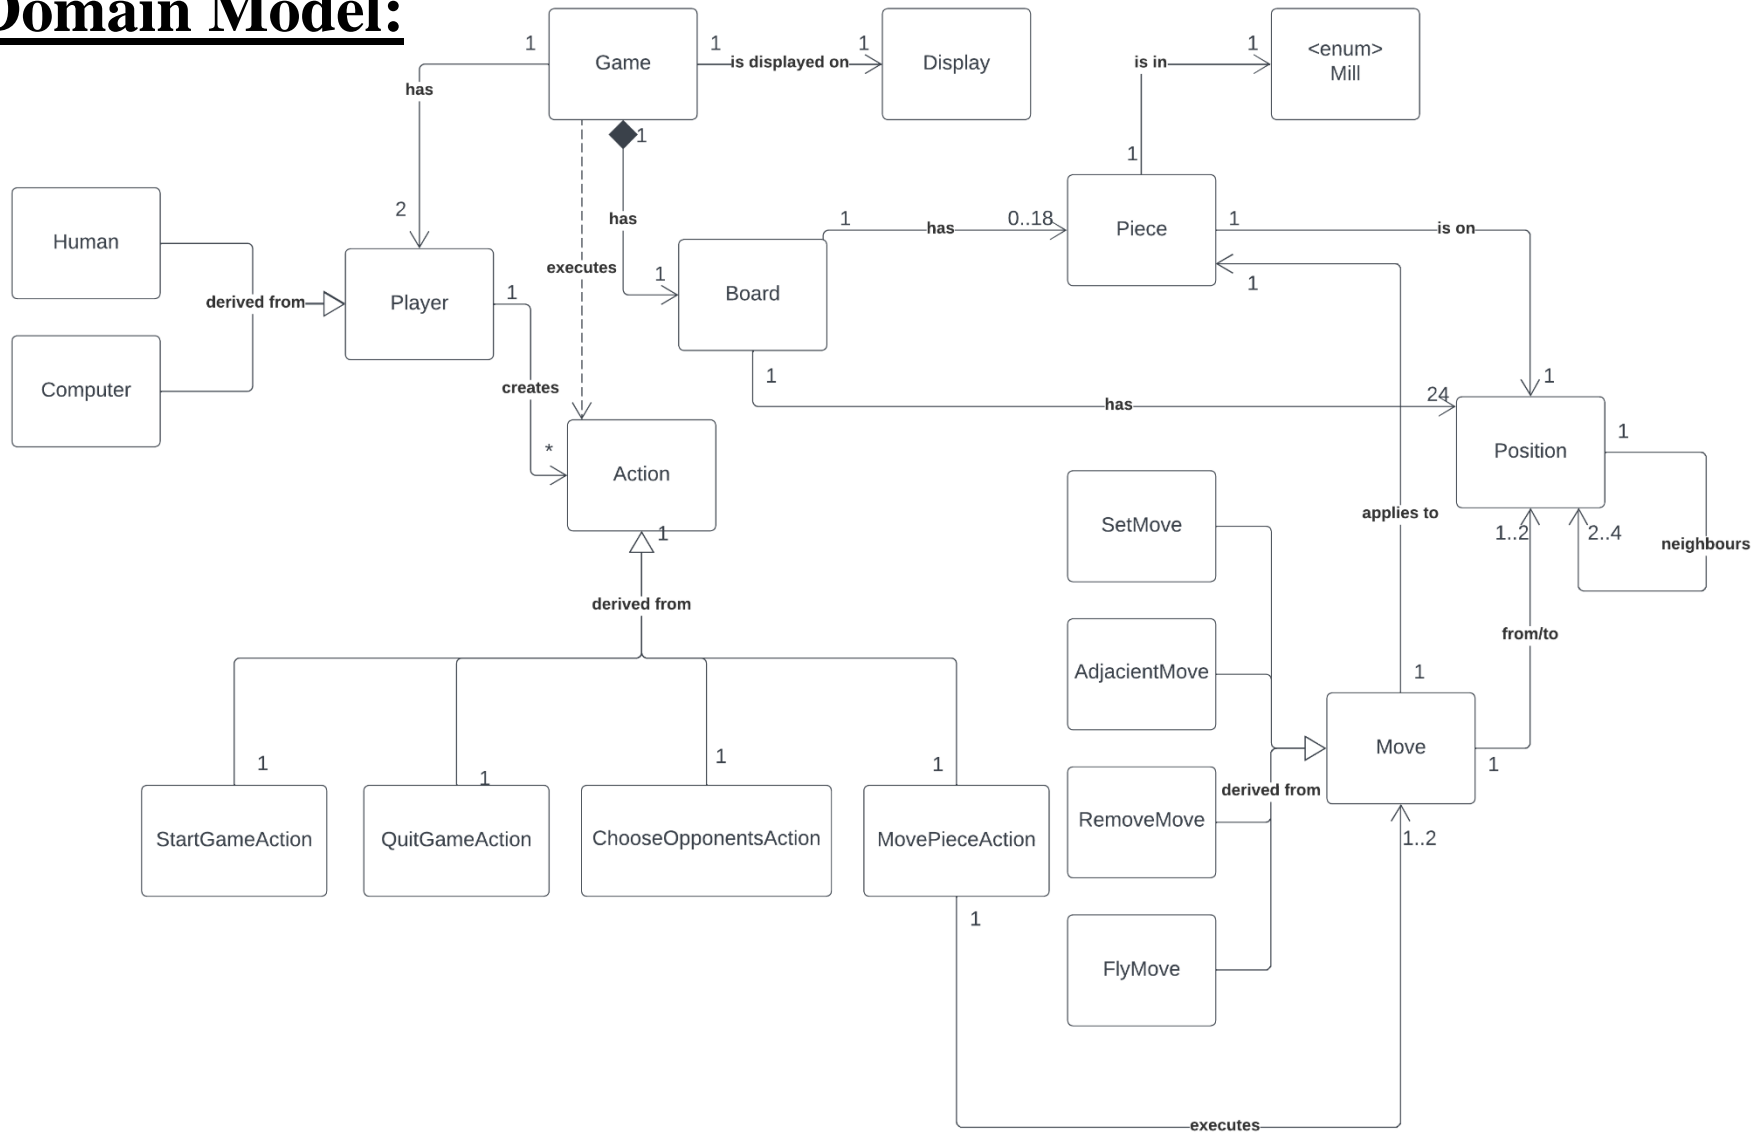 Domain Model:
1
Game
1
is displayed on
1
Display
is in
1
<enum>
Mill
has
1
1
2
Human
derived from
Player
1
executes
has
1
Board
1
has
0..18
Piece
1
is on
1
Computer
creates
*
Action
1
has
24
1
Position
1
1..2
2..4
neighbours
applies to
SetMove
1
derived from
from/to
AdjacientMove
1
Move
1
derived from
RemoveMove
1..2
FlyMove
1
1
1
1
StartGameAction
QuitGameAction
ChooseOpponentsAction
MovePieceAction
1
executes